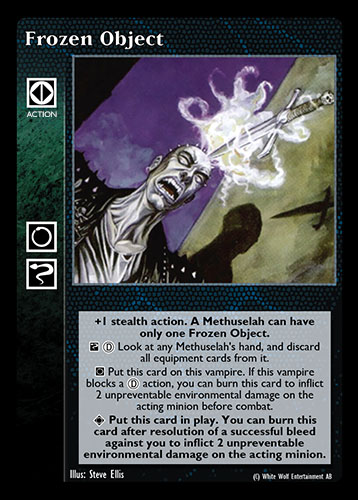 Frozen Object
ACTION
+1 stealth action. A Methuselah can have
only one Frozen Object.
Ⓓ Look at any Methuselah's hand, and discard
all equipment cards from it.
Put this card on this vampire. If this vampire
blocks a Ⓓ action, you can burn this card to inflict
2 unpreventable environmental damage on the
acting minion before combat.
Put this card in play. You can burn this
card after resolution of a successful bleed
against you to inflict 2 unpreventable
environmental damage on the acting minion.
Illus: Steve Ellis
(C) White Wolf Entertainment AB